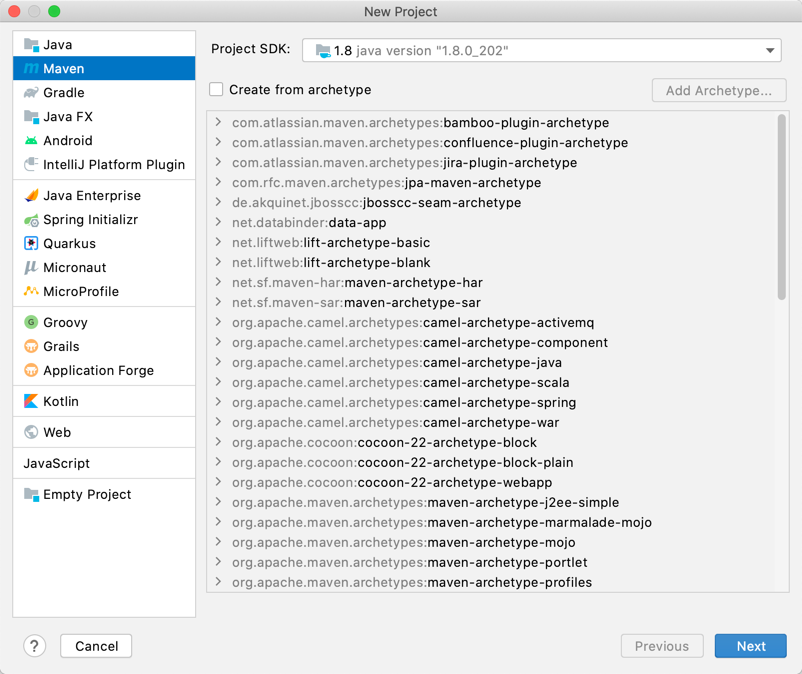 New Project
Java
Maven
Gradle
Java FX
Android
IntelliJ Platform Plugin
Java Enterprise
Spring Initializr
Quarkus
Micronaut
MicroProfile
Groovy
Grails
Application Forge
Kotlin
Web
JavaScript
Empty Project
Project SDK: 1.8 java version "1.8.0_202"
Create from archetype Add Archetype...
com.atlassian.maven.archetypes:bamboo-plugin-archetype
com.atlassian.maven.archetypes:confluence-plugin-archetype
com.atlassian.maven.archetypes:jira-plugin-archetype
com.rfc.maven.archetypes:jpa-maven-archetype
de.akquinet.jbosscc:jbosscc-seam-archetype
net.databinder:data-app
net.liftweb:lift-archetype-basic
net.liftweb:lift-archetype-blank
net.sf.maven-har:maven-archetype-har
net.sf.maven-sar:maven-archetype-sar
org.apache.camel.archetypes:camel-archetype-activemq
org.apache.camel.archetypes:camel-archetype-component
org.apache.camel.archetypes:camel-archetype-java
org.apache.camel.archetypes:camel-archetype-scala
org.apache.camel.archetypes:camel-archetype-spring
org.apache.camel.archetypes:camel-archetype-war
org.apache.cocoon:cocoon-22-archetype-block
org.apache.cocoon:cocoon-22-archetype-block-plain
org.apache.cocoon:cocoon-22-archetype-webapp
org.apache.maven.archetypes:maven-archetype-j2ee-simple
org.apache.maven.archetypes:maven-archetype-marmalade-mojo
org.apache.maven.archetypes:maven-archetype-mojo
org.apache.maven.archetypes:maven-archetype-portlet
org.apache.maven.archetypes:maven-archetype-profiles
? Cancel Previous Next